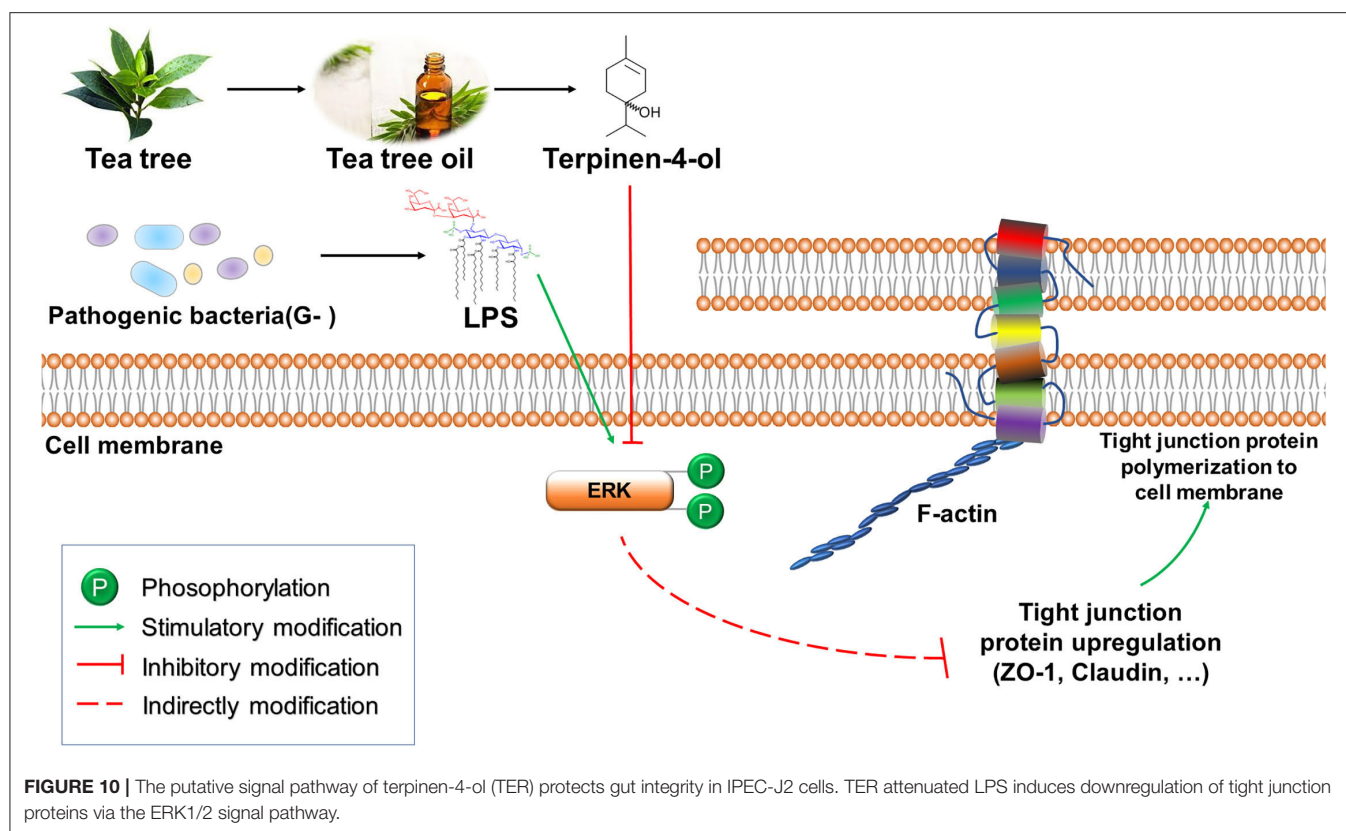 OH
Tea tree
Tea tree oil
Terpinen-4-ol
Pathogenic bacteria(G- )
LPS
Cell membrane
Tight junction protein
polymerization to
cell membrane
P
ERK
P
F-actin
Tight junction
protein upregulation
(ZO-1, Claudin, …)
P Phosophorylation
Stimulatory modification
Inhibitory modification
Indirectly modification
FIGURE 10 | The putative signal pathway of terpinen-4-ol (TER) protects gut integrity in IPEC-J2 cells. TER attenuated LPS induces downregulation of tight junction
proteins via the ERK1/2 signal pathway.